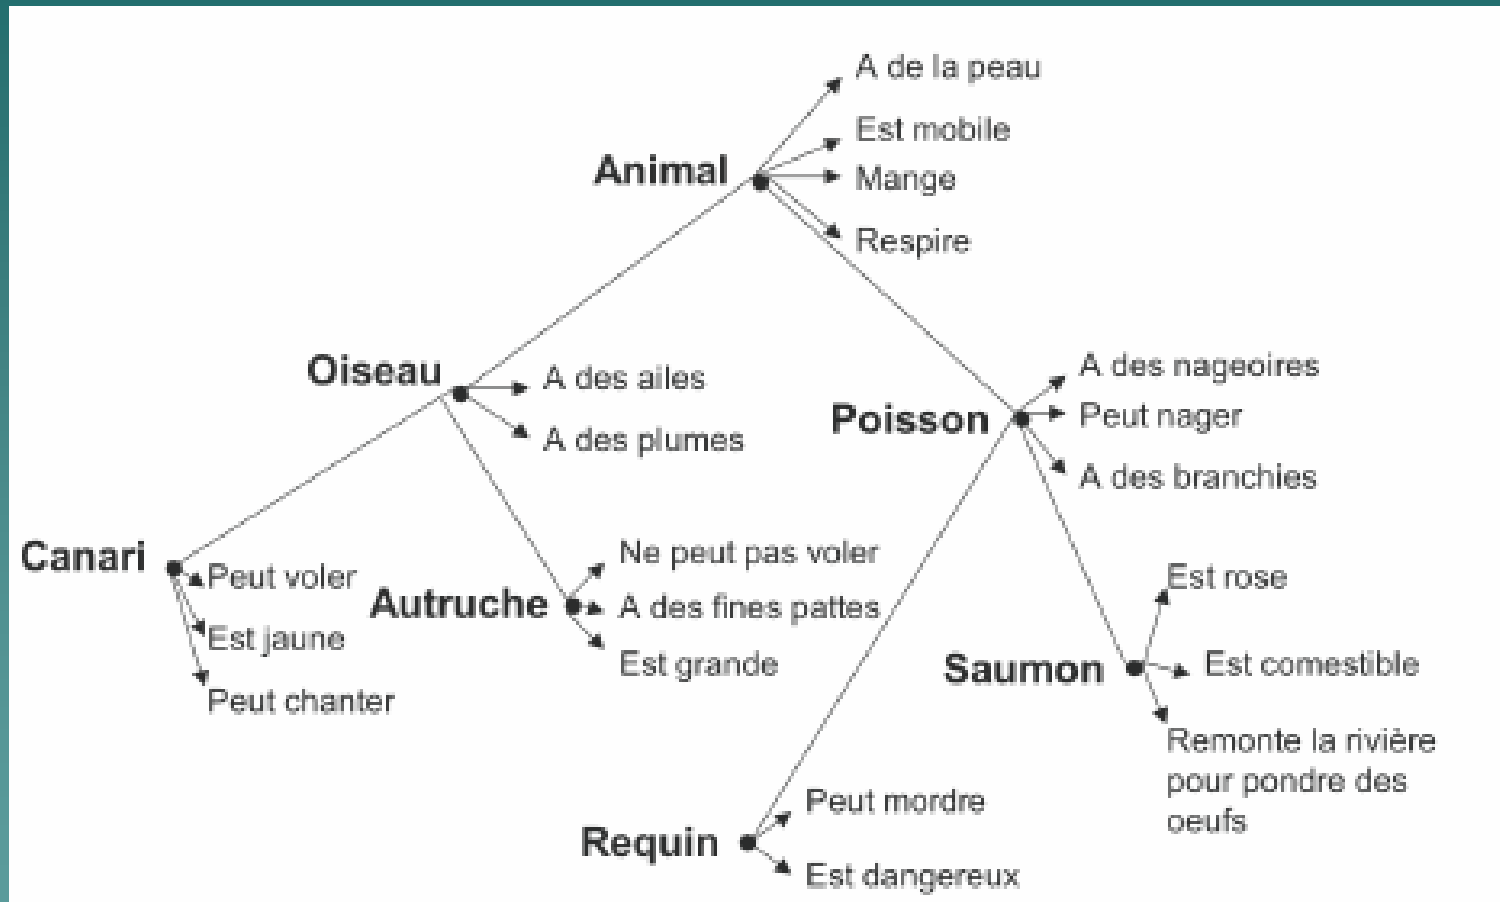 A de la peau
Est mobile
Animal
Mange
Respire
Oiseau
A des ailes
A des plumes
Poisson
A des nageoires
Peut nager
A des branchies
Canari
Peut voler
Est jaune
Peut chanter
Autruche
Ne peut pas voler
A des fines pattes
Est grande
Saumon
Est rose
Est comestible
Remonte la rivière
pour pondre des
oeufs
Requin
Peut mordre
Est dangereux